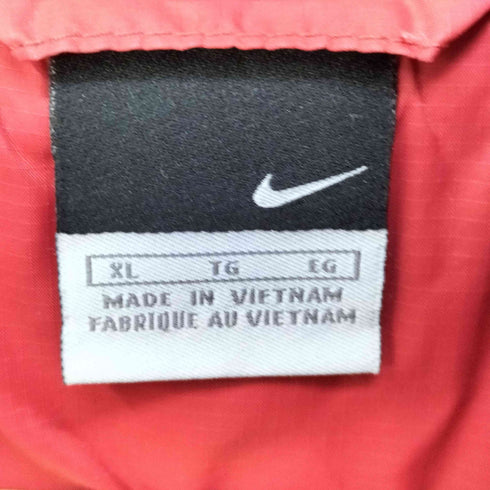 XL TG EG
MADE IN VIETNAM
FABRIQUE AU VIETNAM